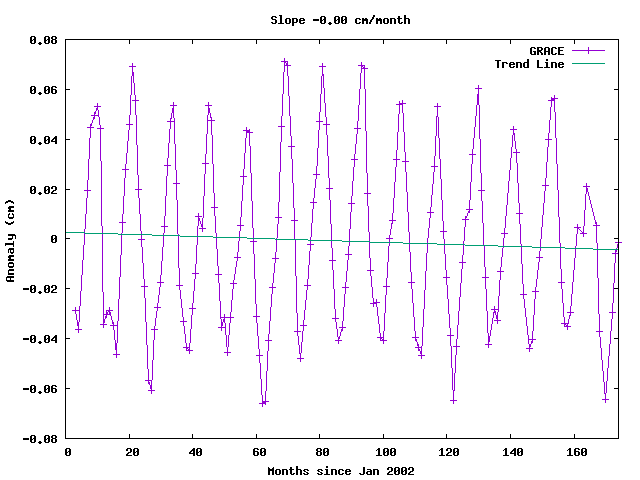 Slope -0.00 cm/month
GRACE
Trend Line
0.08
0.06
0.04
0.02
0
-0.02
-0.04
-0.06
-0.08
Anomaly (cm)
0 20 40 60 80 100 120 140 160
Months since Jan 2002